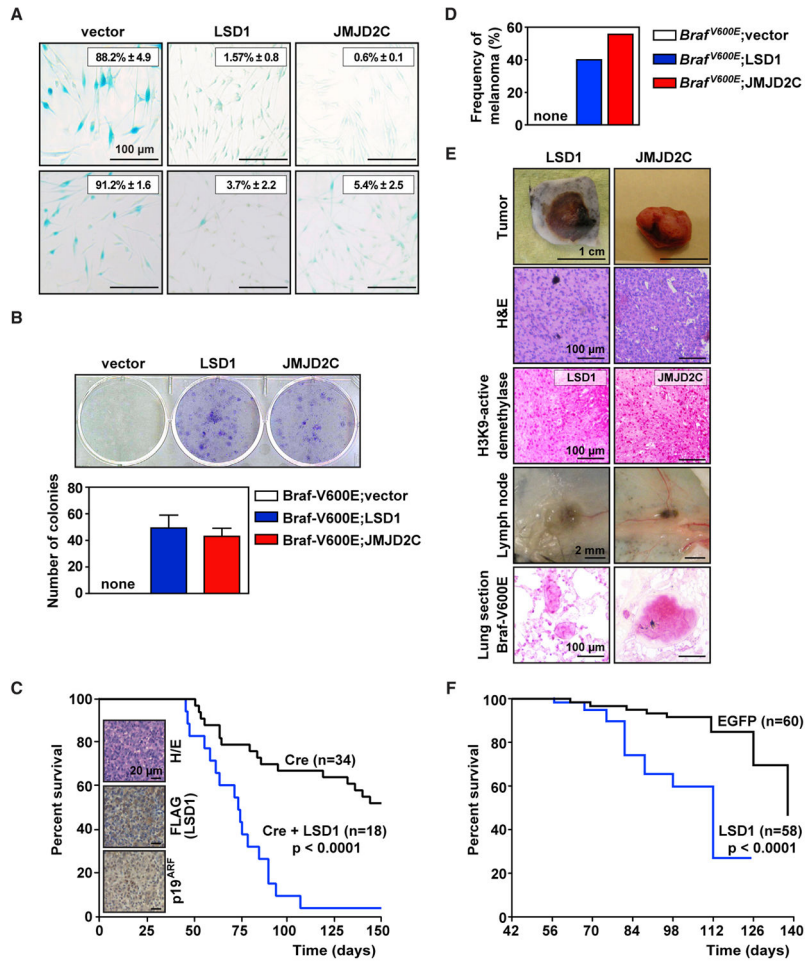 A
vector LSD1 JMJD2C
88.2% ± 4.9 1.57% ± 0.8 0.6% ± 0.1
100 µm
91.2% ± 1.6 3.7% ± 2.2 5.4% ± 2.5
B
vector LSD1 JMJD2C
Number of colonies
80
60
40
20
0
none
Braf-V600E;vector
Braf-V600E;LSD1
Braf-V600E;JMJD2C
C
Percent survival
100
80
60
40
20
0
H/E
20 µm
FLAG
(LSD1)
p19ARF
Cre (n=34)
Cre + LSD1 (n=18)
p < 0.0001
0 25 50 75 100 125 150
Time (days)
D
Frequency of
melanoma (%)
60
40
20
0
none
BrafV600E;vector
BrafV600E;LSD1
BrafV600E;JMJD2C
E
LSD1 JMJD2C
Tumor
1 cm
H&E
100 µm
H3K9-active
demethylase
LSD1 JMJD2C
100 µm
Lymph node
2 mm
Lung section
Braf-V600E
100 µm
F
Percent survival
100
80
60
40
20
0
EGFP (n=60)
LSD1 (n=58)
p < 0.0001
42 56 70 84 98 112 126 140
Time (days)